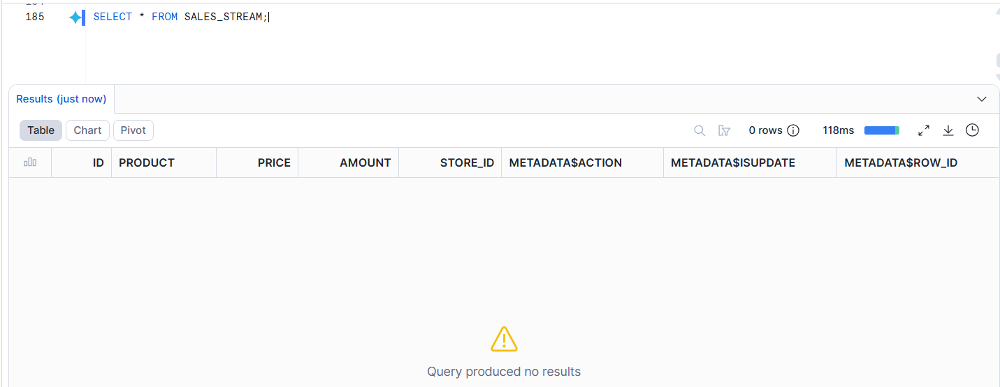 185 SELECT * FROM SALES_STREAM;
Results (just now)
Table Chart Pivot 0 rows 118ms
ID PRODUCT PRICE AMOUNT STORE_ID METADATA$ACTION METADATA$ISUPDATE METADATA$ROW_ID
Query produced no results